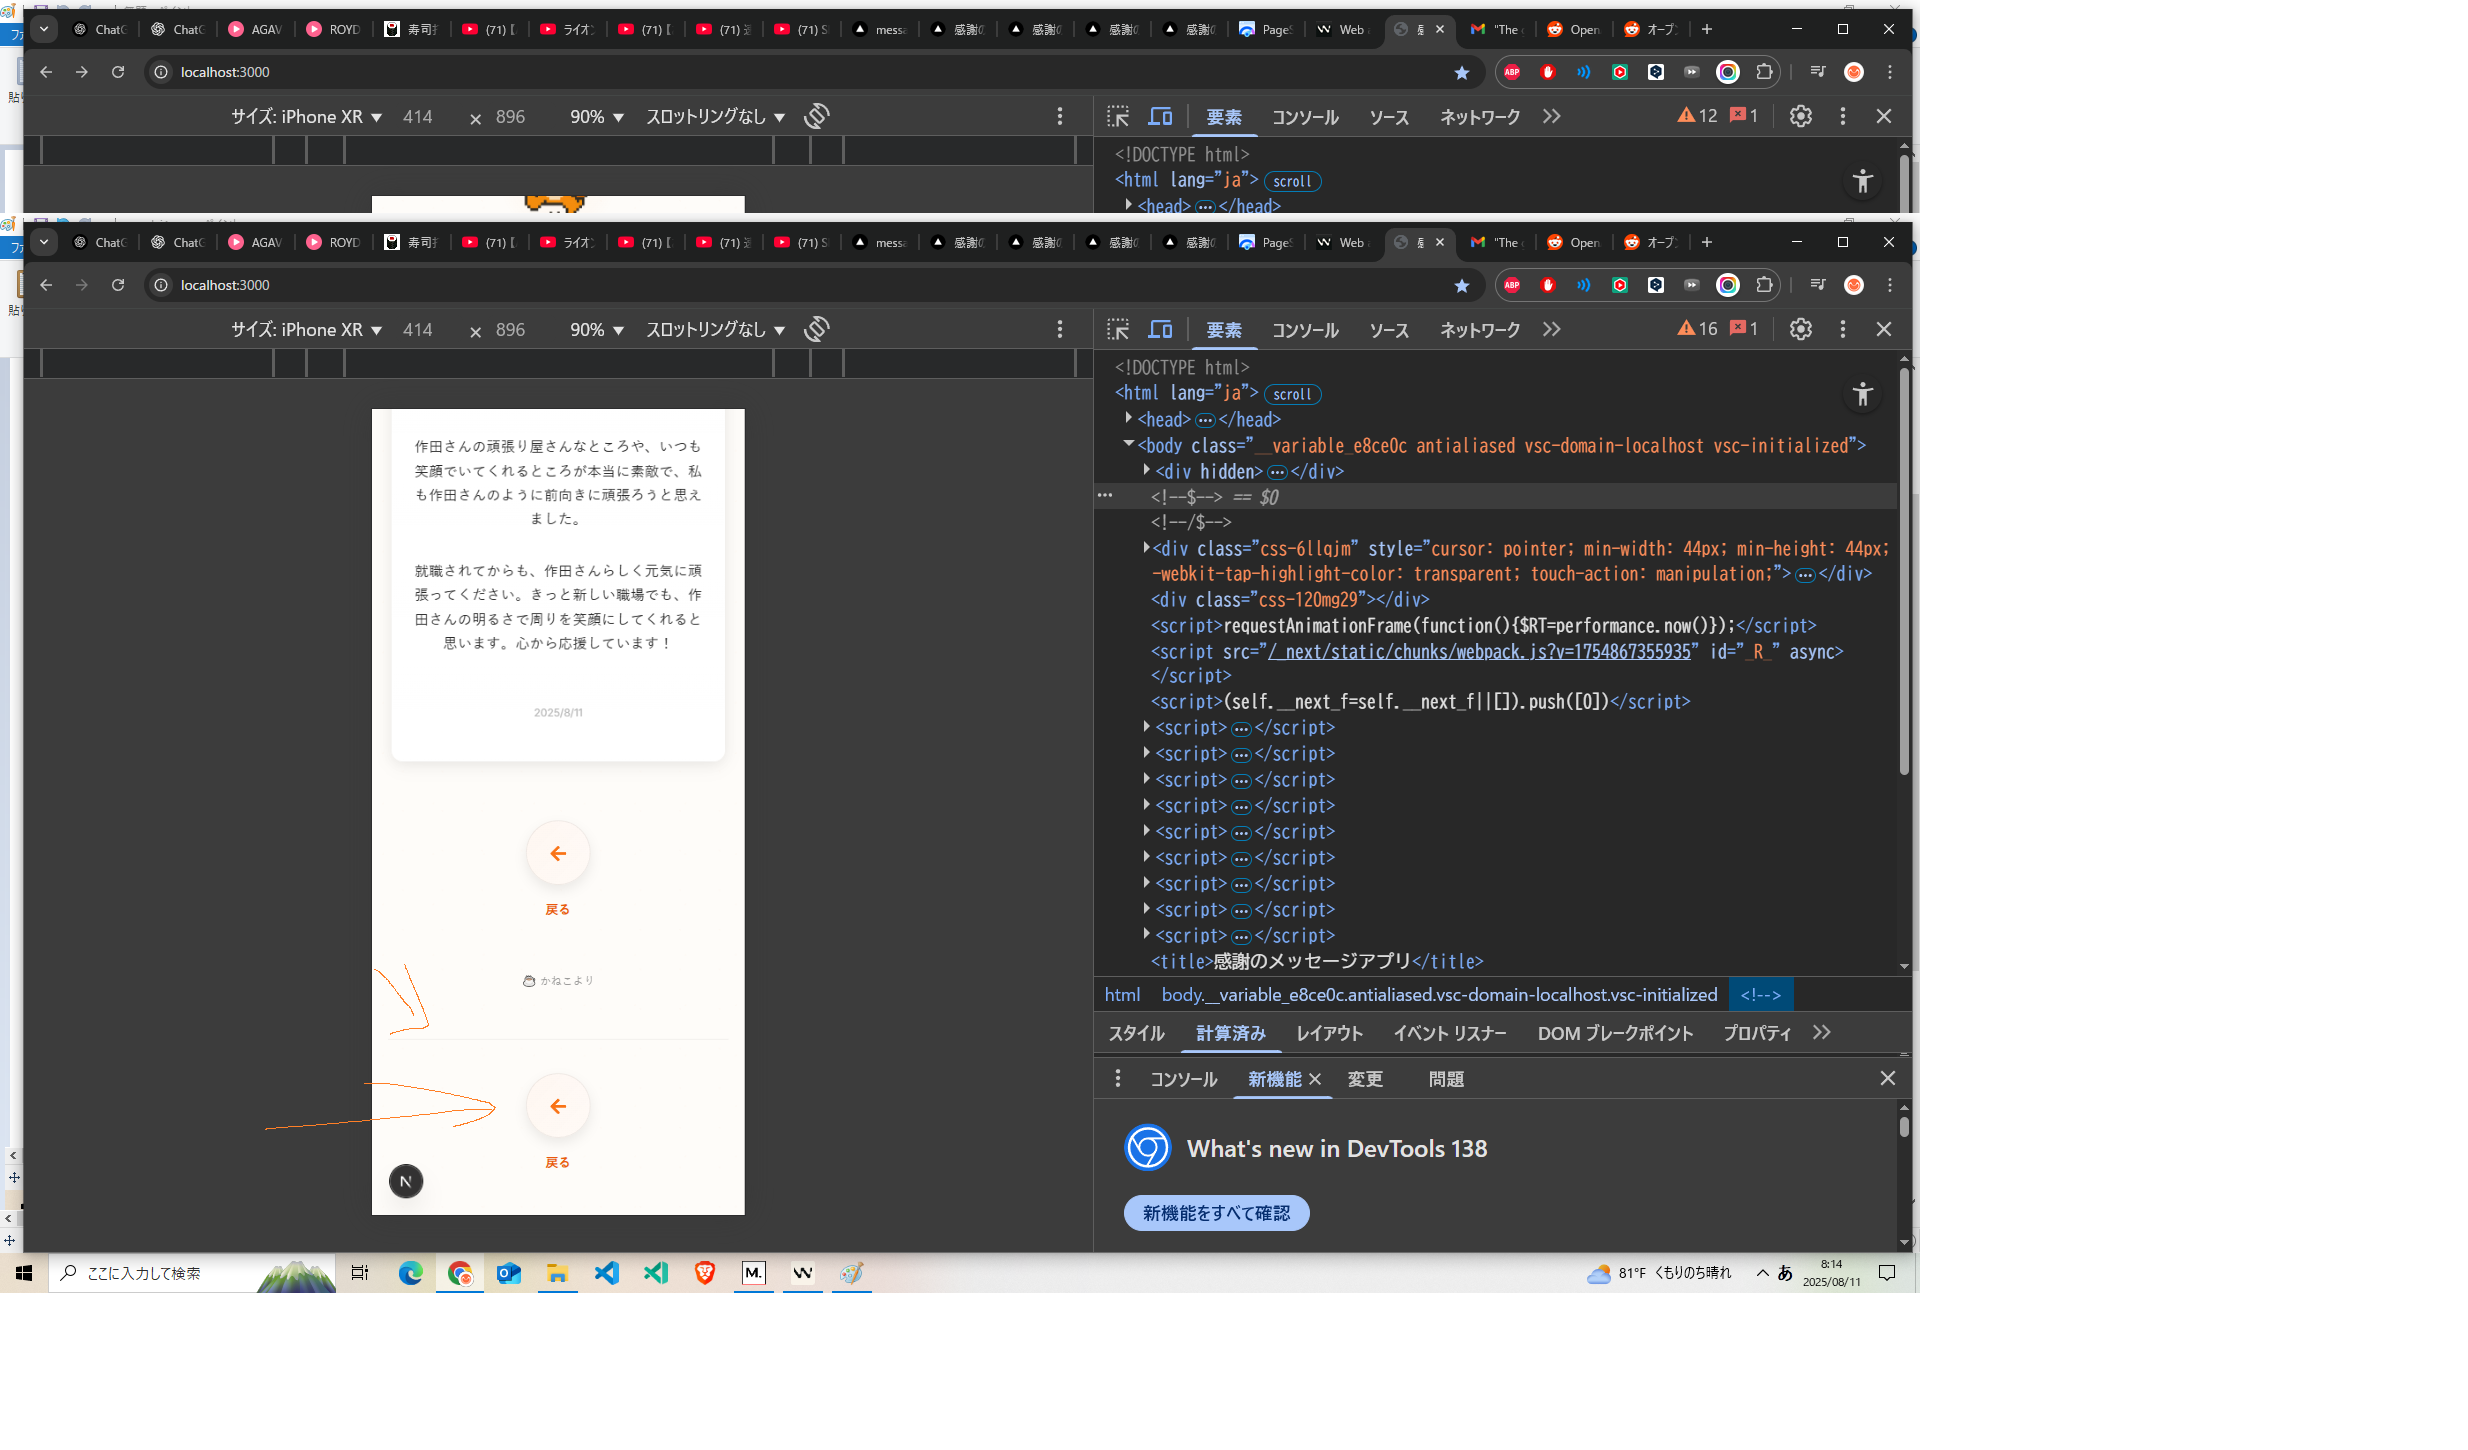 ChatG
ChatG
AGAV
ROYD
寿司打
(71)
ライオン
(71)
(71)
(71) S
messa
感謝の
感謝の
感謝の
感謝の
PageS
Web
"The
Open
オープン
localhost:3000
サイズ: iPhone XR ▼ 414 × 896 90% ▼ スロットリングなし ▼
要素 コンソール ソース ネットワーク 12 1
<!DOCTYPE html>
<html lang="ja"> scroll
<head> … </head>
ChatG
ChatG
AGAV
ROYD
寿司打
(71)
ライオン
(71)
(71)
(71) S
messa
感謝の
感謝の
感謝の
感謝の
PageS
Web
"The
Open
オープン
localhost:3000
サイズ: iPhone XR ▼ 414 × 896 90% ▼ スロットリングなし ▼
要素 コンソール ソース ネットワーク 16 1
作田さんの頑張り屋さんなところや、いつも
笑顔でいてくれるところが本当に素敵で、私
も作田さんのように前向きに頑張ろうと思え
ました。
就職されてからも、作田さんらしく元気に頑
張ってください。きっと新しい職場でも、作
田さんの明るさで周りを笑顔にしてくれると
思います。心から応援しています！
2025/8/11
戻る
かねこより
戻る
N
<!DOCTYPE html>
<html lang="ja"> scroll
<head> … </head>
<body class="__variable_e8ce0c antialiased vsc-domain-localhost vsc-initialized">
<div hidden> … </div>
<!--$--> == $0
<!--/$-->
<div class="css-6llqjm" style="cursor: pointer; min-width: 44px; min-height: 44px;
-webkit-tap-highlight-color: transparent; touch-action: manipulation;"> … </div>
<div class="css-120mg29"></div>
<script>requestAnimationFrame(function(){$RT=performance.now()});</script>
<script src="/_next/static/chunks/webpack.js?v=1754867355935" id="_R_" async>
</script>
<script>(self.__next_f=self.__next_f||[]).push([0])</script>
<script> … </script>
<script> … </script>
<script> … </script>
<script> … </script>
<script> … </script>
<script> … </script>
<script> … </script>
<script> … </script>
<script> … </script>
<title>感謝のメッセージアプリ</title>
html body.__variable_e8ce0c.antialiased.vsc-domain-localhost.vsc-initialized <!-->
スタイル 計算済み レイアウト イベント リスナー DOM ブレークポイント プロパティ
コンソール 新機能 変更 問題
What's new in DevTools 138
新機能をすべて確認
ここに入力して検索
81°F くもりのち晴れ
あ
8:14
2025/08/11